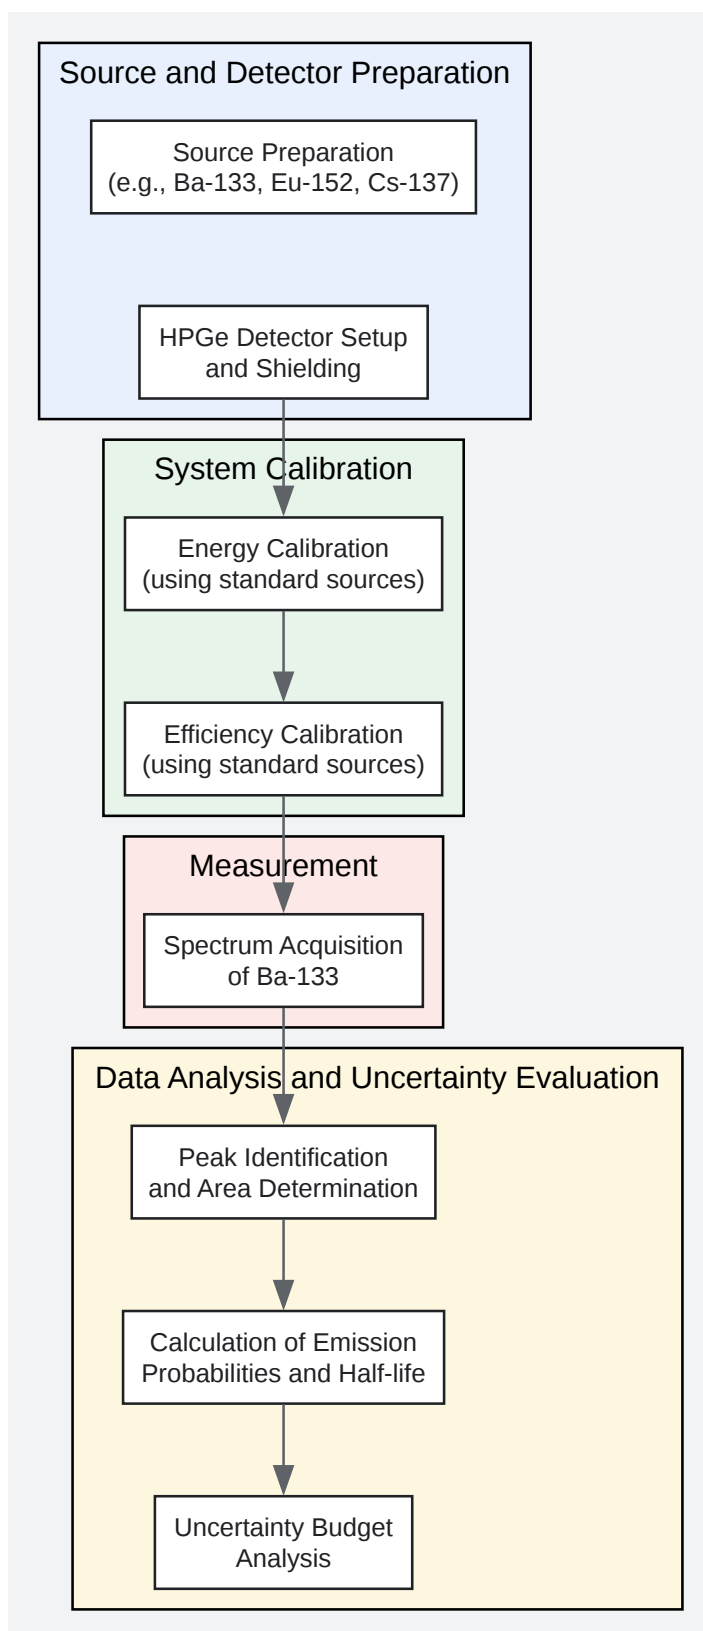 Source and Detector Preparation
Source Preparation
(e.g., Ba-133, Eu-152, Cs-137)
HPGe Detector Setup
and Shielding
System Calibration
Energy Calibration
(using standard sources)
Efficiency Calibration
(using standard sources)
Measurement
Spectrum Acquisition
of Ba-133
Data Analysis and Uncertainty Evaluation
Peak Identification
and Area Determination
Calculation of Emission
Probabilities and Half-life
Uncertainty Budget
Analysis